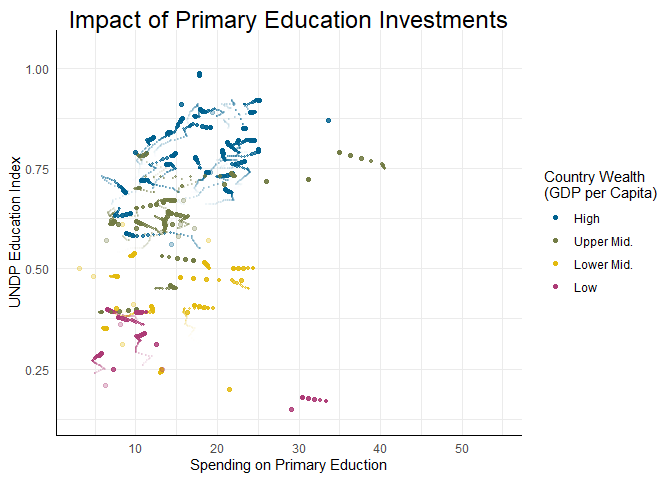 Impact of Primary Education Investments
UNDP Education Index
1.00
0.75
0.50
0.25
10
20
30
40
50
Spending on Primary Eduction
Country Wealth
(GDP per Capita)
High
Upper Mid.
Lower Mid.
Low